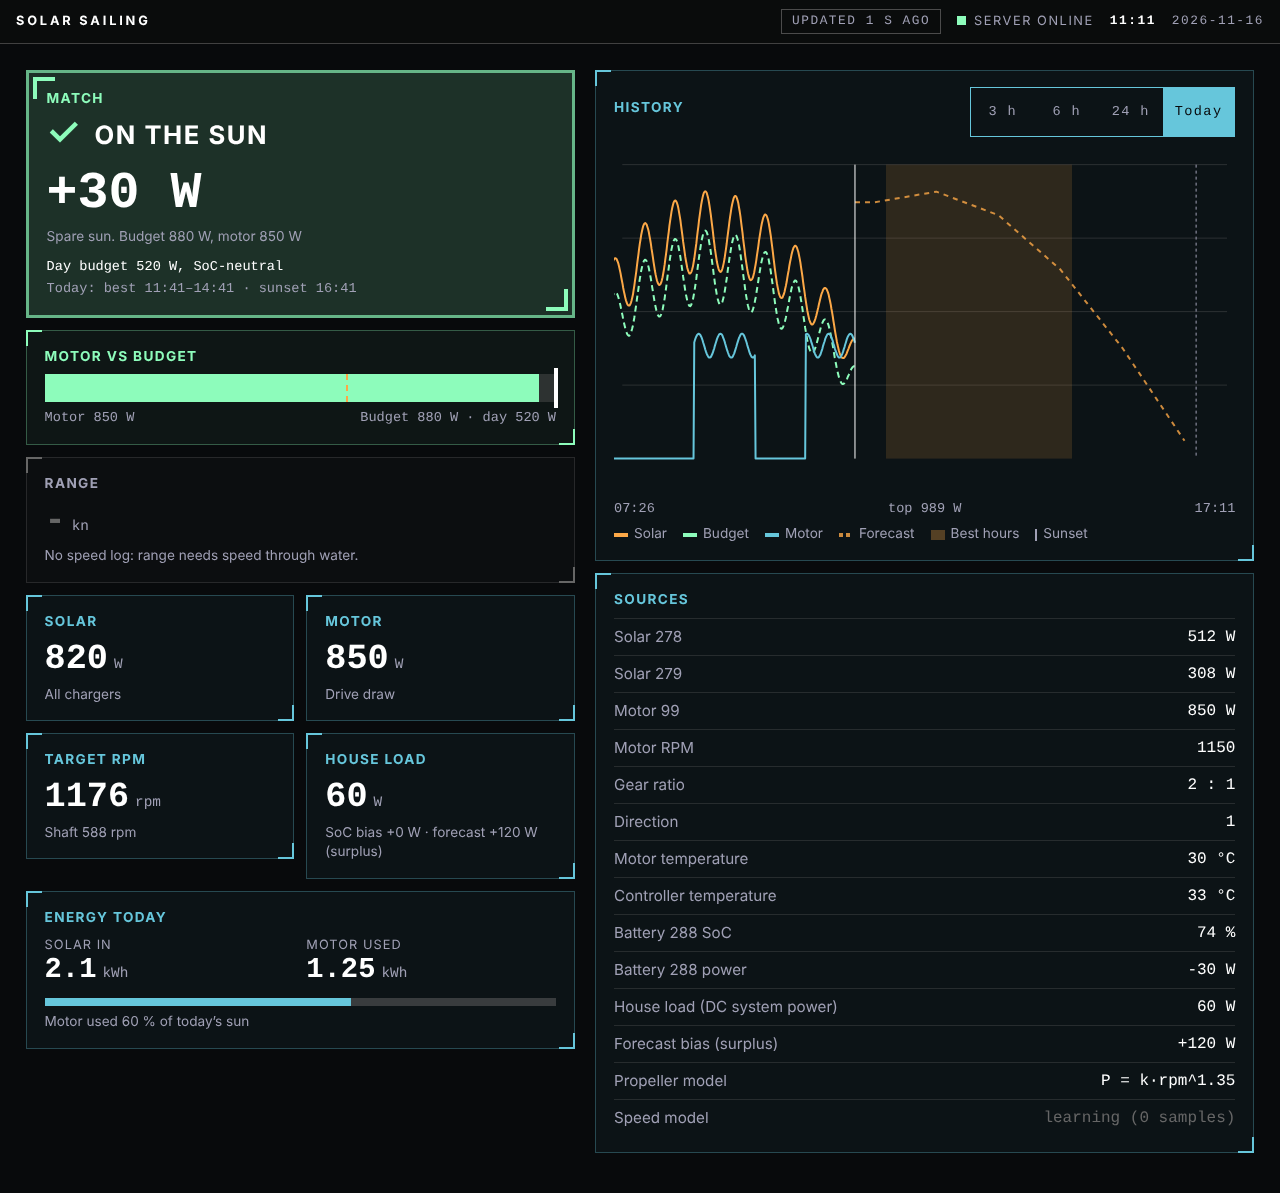 SOLAR SAILING
UPDATED 1 S AGO
SERVER ONLINE
11:11
2026-11-16
MATCH
ON THE SUN
+30 W
Spare sun. Budget 880 W, motor 850 W
Day budget 520 W, SoC-neutral
Today: best 11:41–14:41 · sunset 16:41
MOTOR VS BUDGET
Motor 850 W
Budget 880 W · day 520 W
RANGE
- kn
No speed log: range needs speed through water.
SOLAR
820 W
All chargers
MOTOR
850 W
Drive draw
TARGET RPM
1176 rpm
Shaft 588 rpm
HOUSE LOAD
60 W
SoC bias +0 W · forecast +120 W
(surplus)
ENERGY TODAY
SOLAR IN
2.1 kWh
MOTOR USED
1.25 kWh
Motor used 60 % of today's sun
HISTORY
3 h
6 h
24 h
Today
07:26
top 989 W
17:11
Solar
Budget
Motor
Forecast
Best hours
Sunset
SOURCES
Solar 278 512 W
Solar 279 308 W
Motor 99 850 W
Motor RPM 1150
Gear ratio 2 : 1
Direction 1
Motor temperature 30 °C
Controller temperature 33 °C
Battery 288 SoC 74 %
Battery 288 power -30 W
House load (DC system power) 60 W
Forecast bias (surplus) +120 W
Propeller model P = k·rpm^1.35
Speed model learning (0 samples)